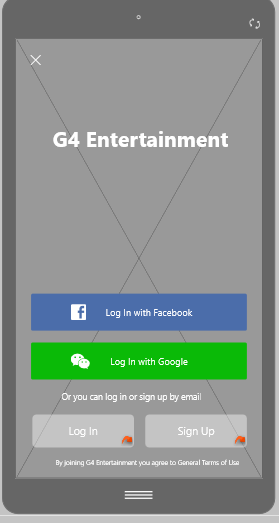 G4 Entertainment
Log In with Facebook
Log In with Google
Or you can log in or sign up by email
Log In
Sign Up
By joining G4 Entertainment you agree to General Terms of Use